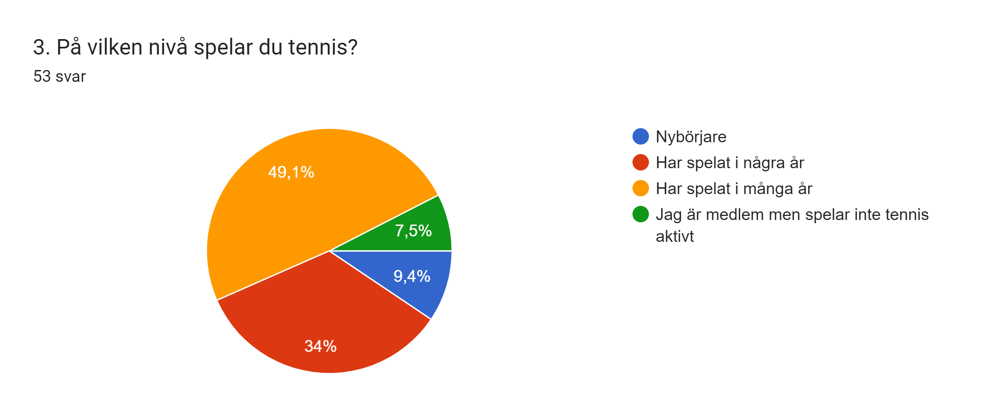 3. På vilken nivå spelar du tennis?
53 svar
49,1%
7,5%
9,4%
34%
Nybörjare
Har spelat i några år
Har spelat i många år
Jag är medlem men spelar inte tennis
aktivt